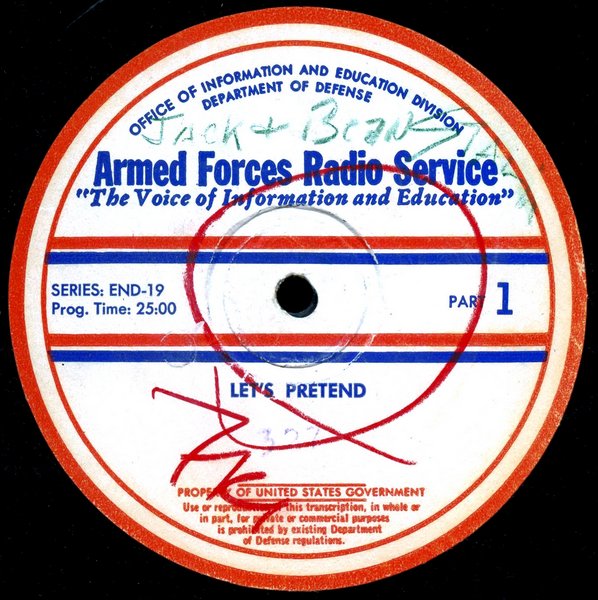 OFFICE OF INFORMATION AND EDUCATION DIVISION
DEPARTMENT OF DEFENSE
JACK + BEANSTALK
Armed Forces Radio Service
"The Voice of Information and Education"
SERIES: END-19
Prog. Time: 25:00
PART 1
LET'S PRETEND
PROPERTY OF UNITED STATES GOVERNMENT
Use or reproduction of this transcription, in whole or
in part, for private or commercial purposes
is prohibited by existing Department
of Defense regulations.